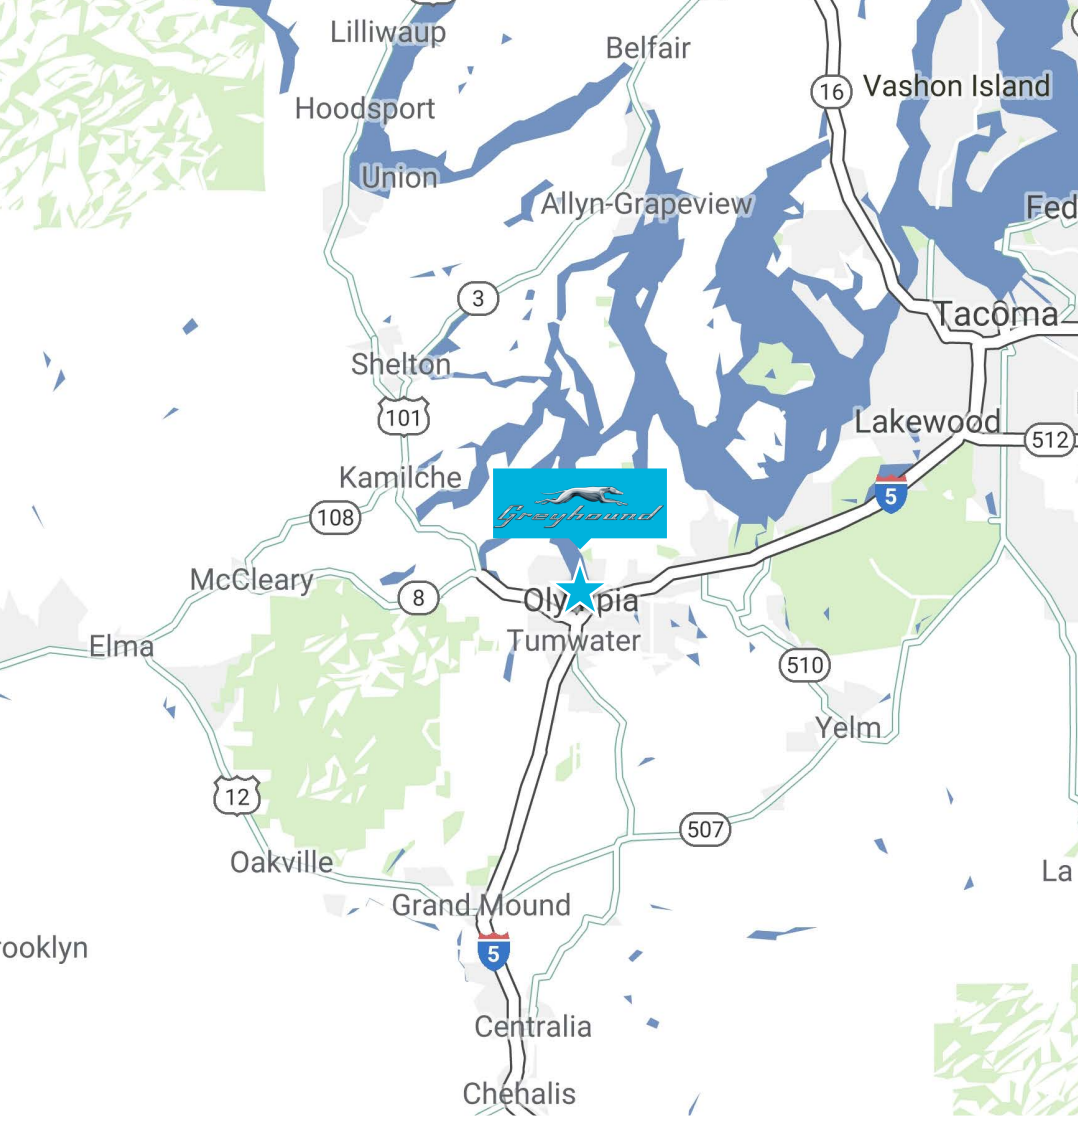 Lilliwaup
Belfair
16
Vashon Island
Hoodsport
Union
Allyn-Grapeview
Fed
3
Tacoma
Shelton
101
Lakewood
512
Kamilche
5
Greyhound
108
McCleary
8
Olympia
Tumwater
Elma
510
Yelm
12
507
Oakville
La
Grand Mound
rooklyn
5
Centralia
Chehalis